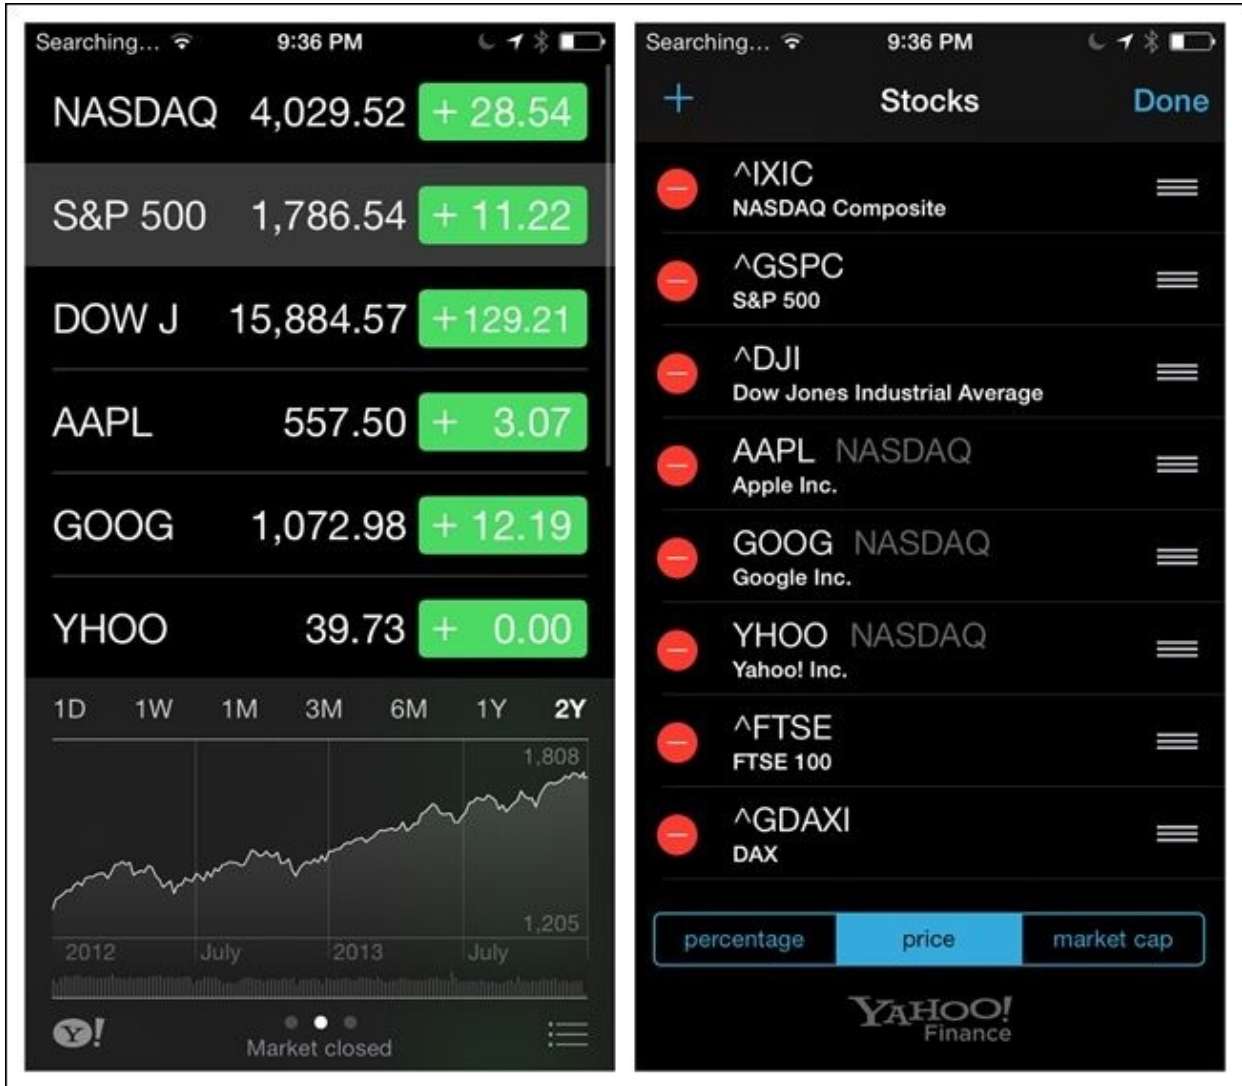 Searching... 9:36 PM
NASDAQ 4,029.52 + 28.54
S&P 500 1,786.54 + 11.22
DOW J 15,884.57 +129.21
AAPL 557.50 + 3.07
GOOG 1,072.98 + 12.19
YHOO 39.73 + 0.00
1D 1W 1M 3M 6M 1Y 2Y
1,808
1,205
2012 July 2013 July
Y!
Market closed
Searching... 9:36 PM
+ Stocks Done
^IXIC
NASDAQ Composite
^GSPC
S&P 500
^DJI
Dow Jones Industrial Average
AAPL NASDAQ
Apple Inc.
GOOG NASDAQ
Google Inc.
YHOO NASDAQ
Yahoo! Inc.
^FTSE
FTSE 100
^GDAXI
DAX
percentage price market cap
YAHOO!
Finance